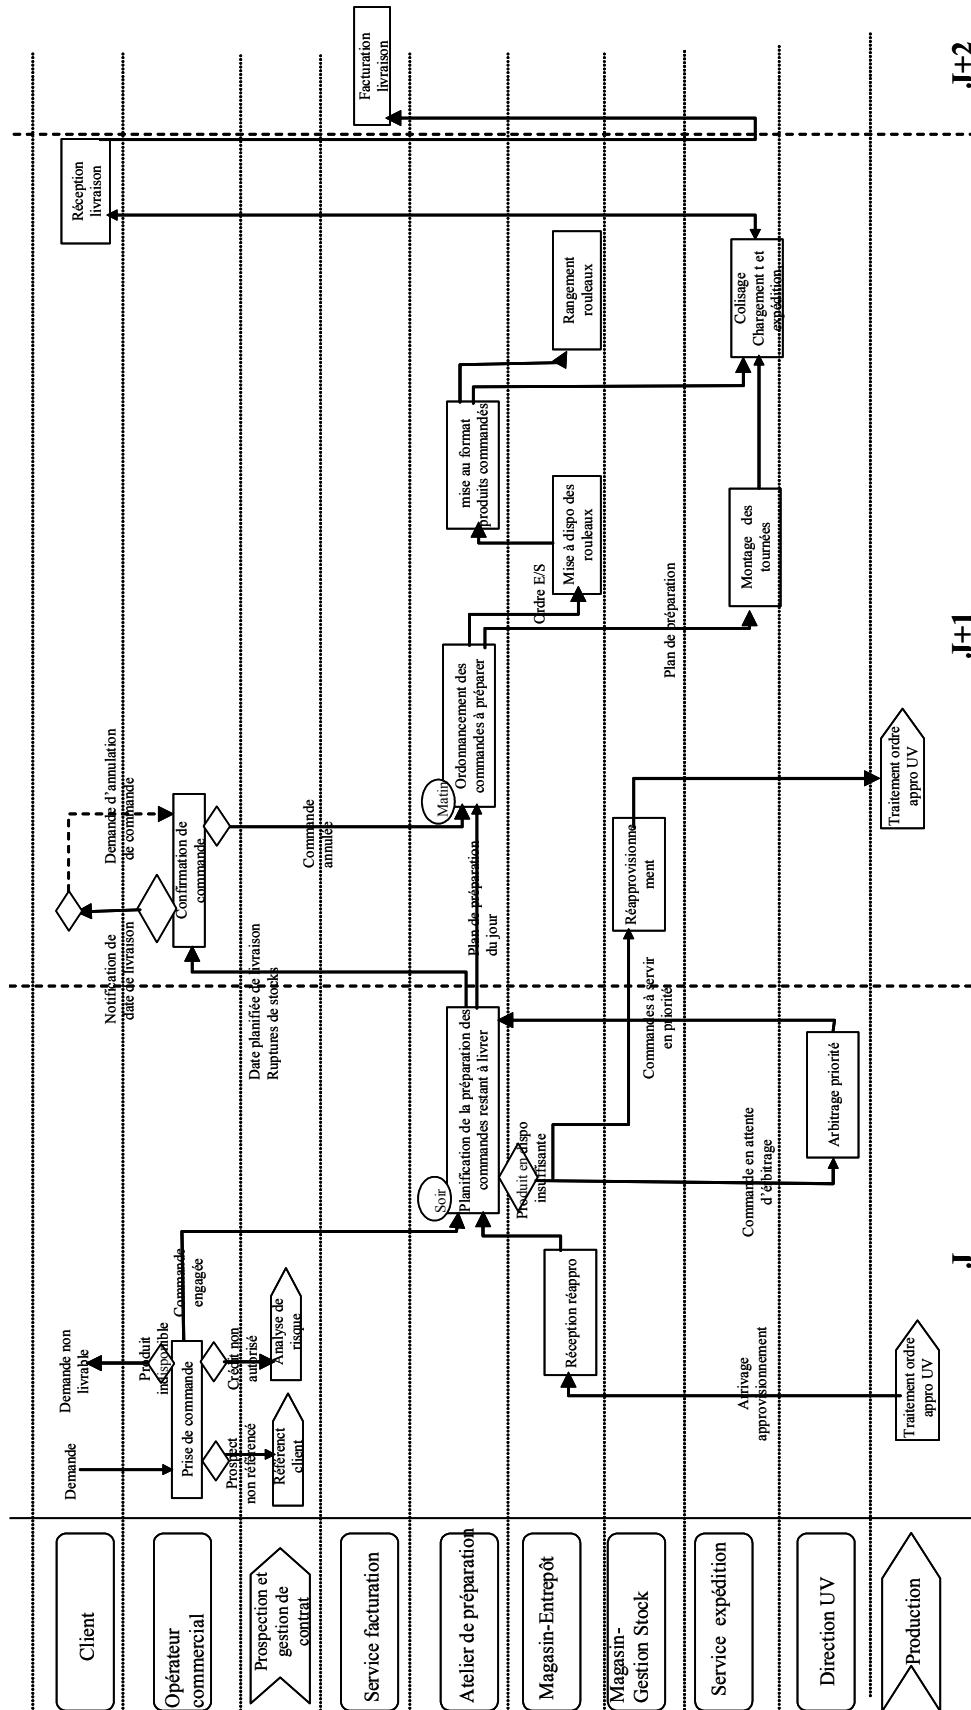 Client
Opérateur
commercial
Prospection et
gestion de
contrat
Service facturation
Atelier de préparation
Magasin-Entrepôt
Magasin-
Gestion Stock
Service expédition
Direction UV
Production
Demande
Demande non
livrable
Prise de commande
Produit
indisponible
Commande
engagée
Prospect
non référencé
Crédit non
autorisé
Référenct
client
Analyse de
risque
Soir
Planification de la préparation des
commandes restant à livrer
Produit en dispo
insuffisante
Réception réappro
Arrivage
approvisionnement
Traitement ordre
appro UV
Commande en attente
d'érbitrage
Arbitrage priorité
Commandes à servir
en priorité
J
Notification de
date de livraison
Demande d'annulation
de commande
Confirmation de
commande
Date planifiée de livraison
Ruptures de stocks
Commande
annulée
Plan de préparation
du jour
Matin
Ordonnancement des
commandes à préparer
Réapprovisionne
ment
Traitement ordre
appro UV
Ordre E/S
Plan de préparation
Mise à dispo des
rouleaux
mise au format
produits commandés
Rangement
rouleaux
Montage des
tournées
Colisage
Chargement t et
expédition
Réception
livraison
J+1
Facturation
livraison
J+2